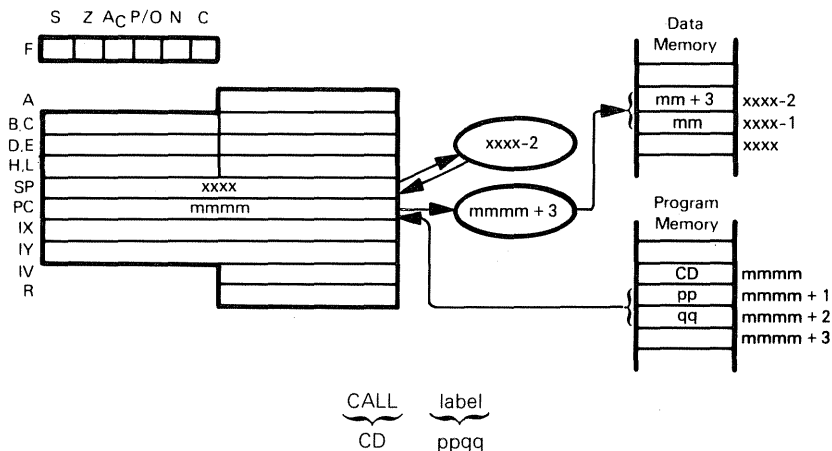 S Z AC P/O N C
F
Data
Memory
A
B.C
D.E
H.L
SP
PC
IX
IY
IV
R
xxxx
mmmm
xxxx-2
mmmm + 3
mm + 3 xxxx-2
mm xxxx-1
xxxx
Program
Memory
CD mmmm
pp mmmm + 1
qq mmmm + 2
mmmm + 3
CALL label
CD ppqq